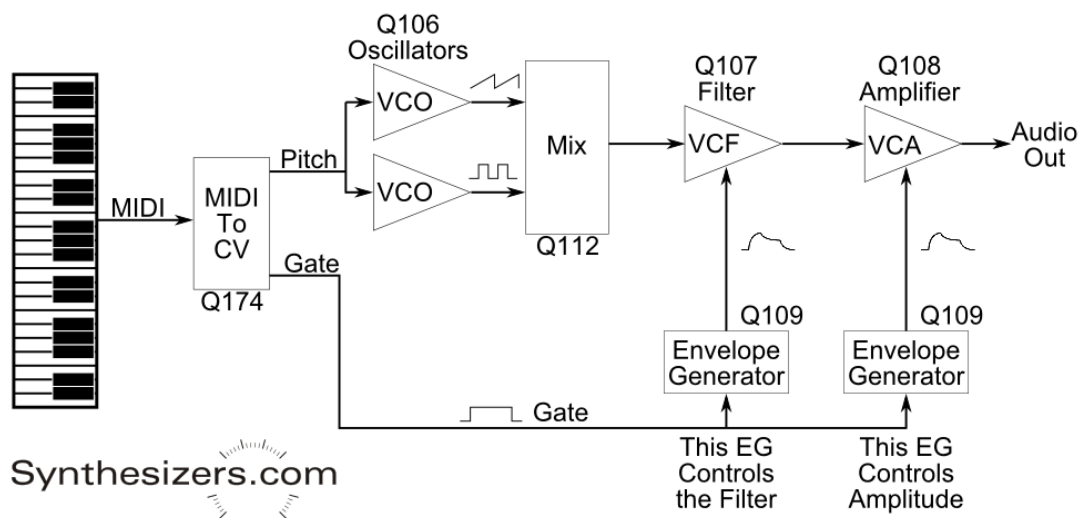 Q106
Oscillators
VCO
VCO
Mix
Q112
Q107
Filter
VCF
Q108
Amplifier
VCA
Audio
Out
MIDI
MIDI
To
CV
Q174
Pitch
Gate
Gate
Q109
Envelope
Generator
This EG
Controls
the Filter
Q109
Envelope
Generator
This EG
Controls
Amplitude
Synthesizers.com